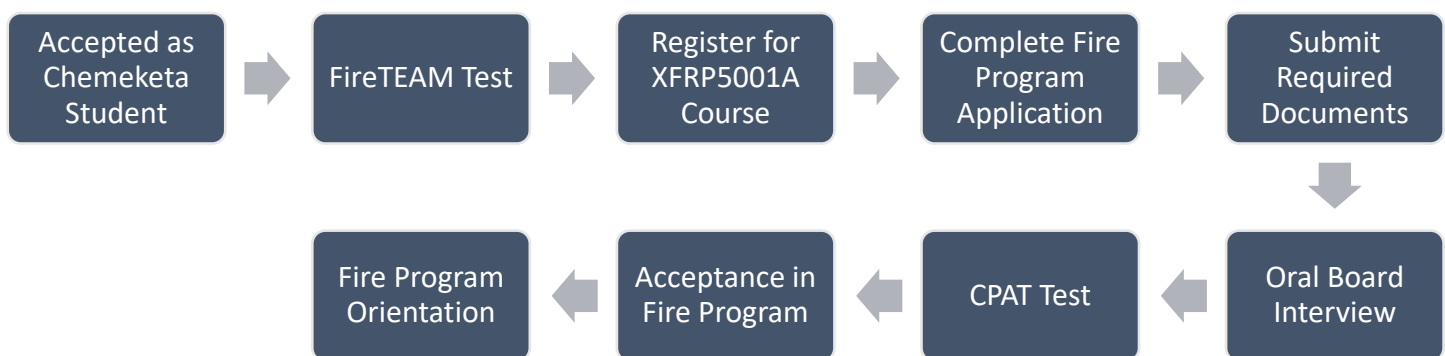 Accepted as
Chemeketa
Student
FireTEAM Test
Register for
XFRP5001A
Course
Complete Fire
Program
Application
Submit
Required
Documents
Oral Board
Interview
CPAT Test
Acceptance in
Fire Program
Fire Program
Orientation